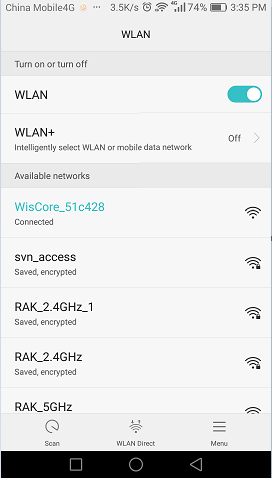 China Mobile4G ··· 3.5K/s 4G 74% 3:35 PM
WLAN
Turn on or turn off
WLAN
WLAN+
Off
Intelligently select WLAN or mobile data network
Available networks
WisCore_51c428
Connected
svn_access
Saved, encrypted
RAK_2.4GHz_1
Saved, encrypted
RAK_2.4GHz
Saved, encrypted
RAK_5GHz
Scan WLAN Direct Menu